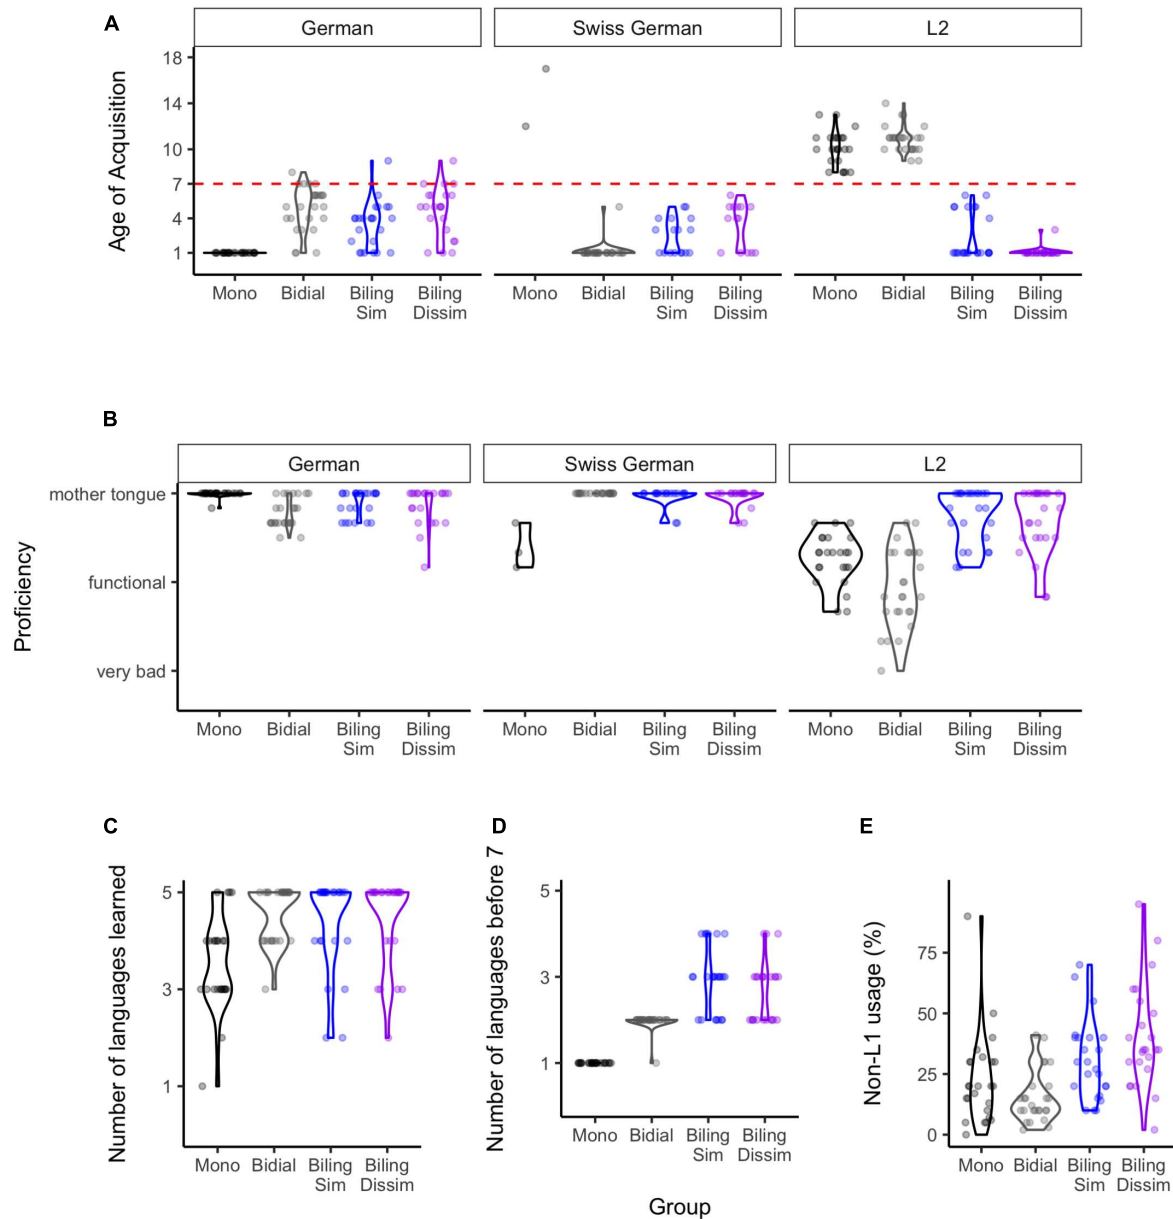 A
German
Swiss German
L2
Age of Acquisition
18
14
10
7
4
1
Mono
Bidial
Biling
Sim
Biling
Dissim
Mono
Bidial
Biling
Sim
Biling
Dissim
Mono
Bidial
Biling
Sim
Biling
Dissim
B
German
Swiss German
L2
Proficiency
mother tongue
functional
very bad
Mono
Bidial
Biling
Sim
Biling
Dissim
Mono
Bidial
Biling
Sim
Biling
Dissim
Mono
Bidial
Biling
Sim
Biling
Dissim
C
Number of languages learned
5
3
1
Mono
Bidial
Biling
Sim
Biling
Dissim
D
Number of languages before 7
5
3
1
Mono
Bidial
Biling
Sim
Biling
Dissim
E
Non-L1 usage (%)
75
50
25
0
Mono
Bidial
Biling
Sim
Biling
Dissim
Group